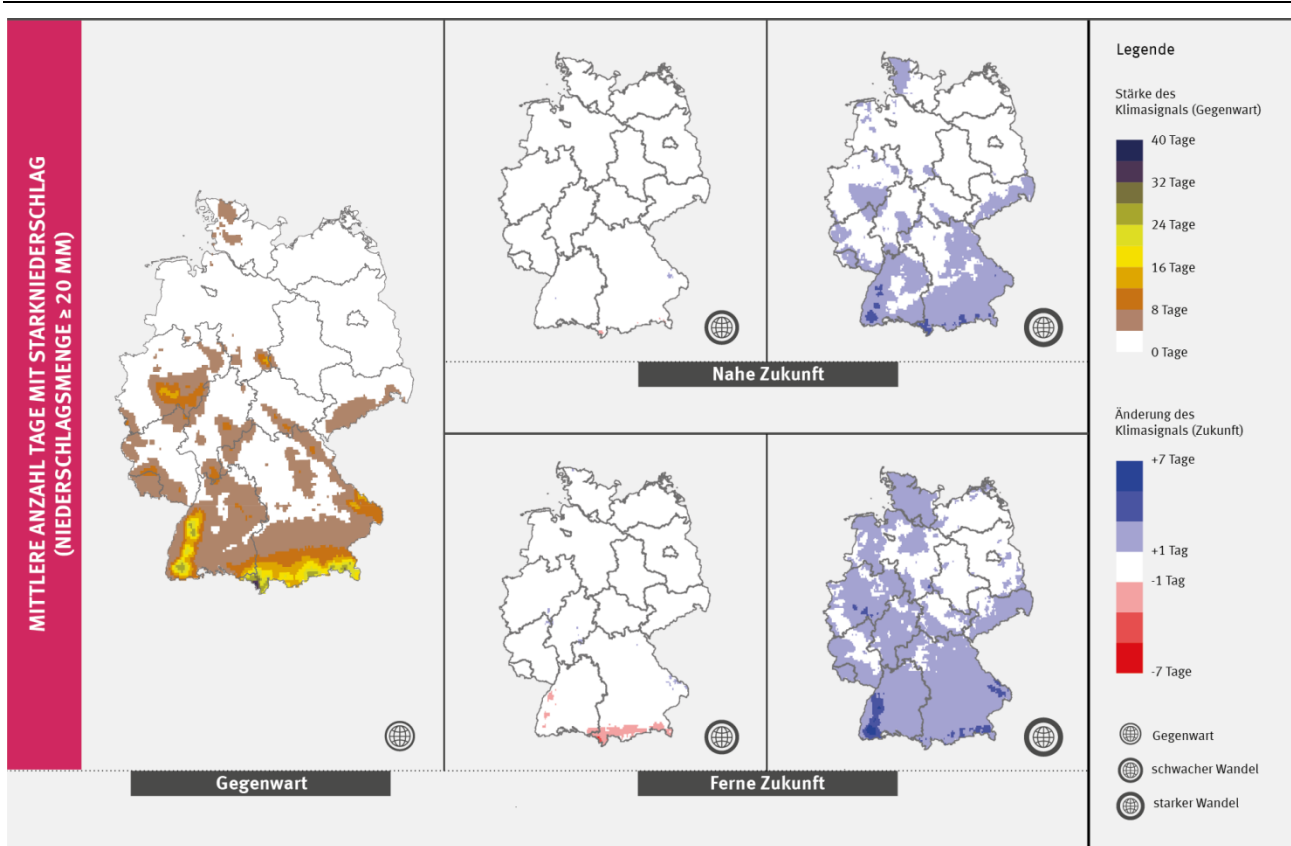 MITTLERE ANZAHL TAGE MIT STARKNIEDERSCHLAG
(NIEDERSCHLAGSMENGE ≥ 20 MM)
Gegenwart
Nahe Zukunft
Ferne Zukunft
Legende
Stärke des
Klimasignals (Gegenwart)
40 Tage
32 Tage
24 Tage
16 Tage
8 Tage
0 Tage
Änderung des
Klimasignals (Zukunft)
+7 Tage
+1 Tag
-1 Tag
-7 Tage
Gegenwart
schwacher Wandel
starker Wandel